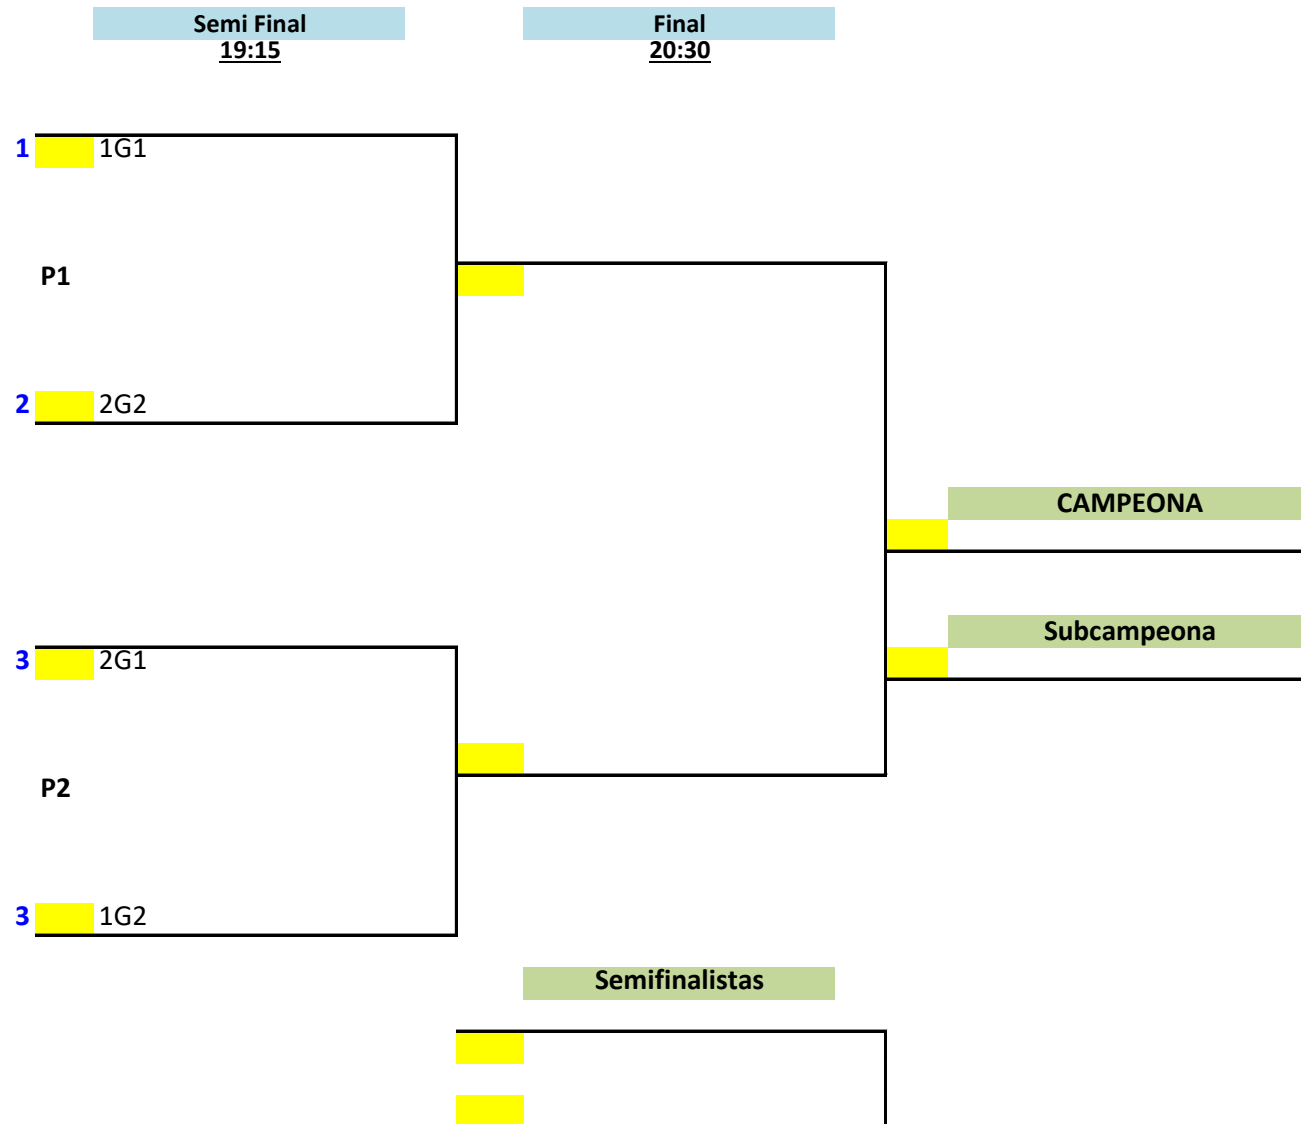 Semi Final Final
19:15 20:30
1 1G1
P1
2 2G2
CAMPEONA
Subcampeona
3 2G1
P2
3 1G2
Semifinalistas